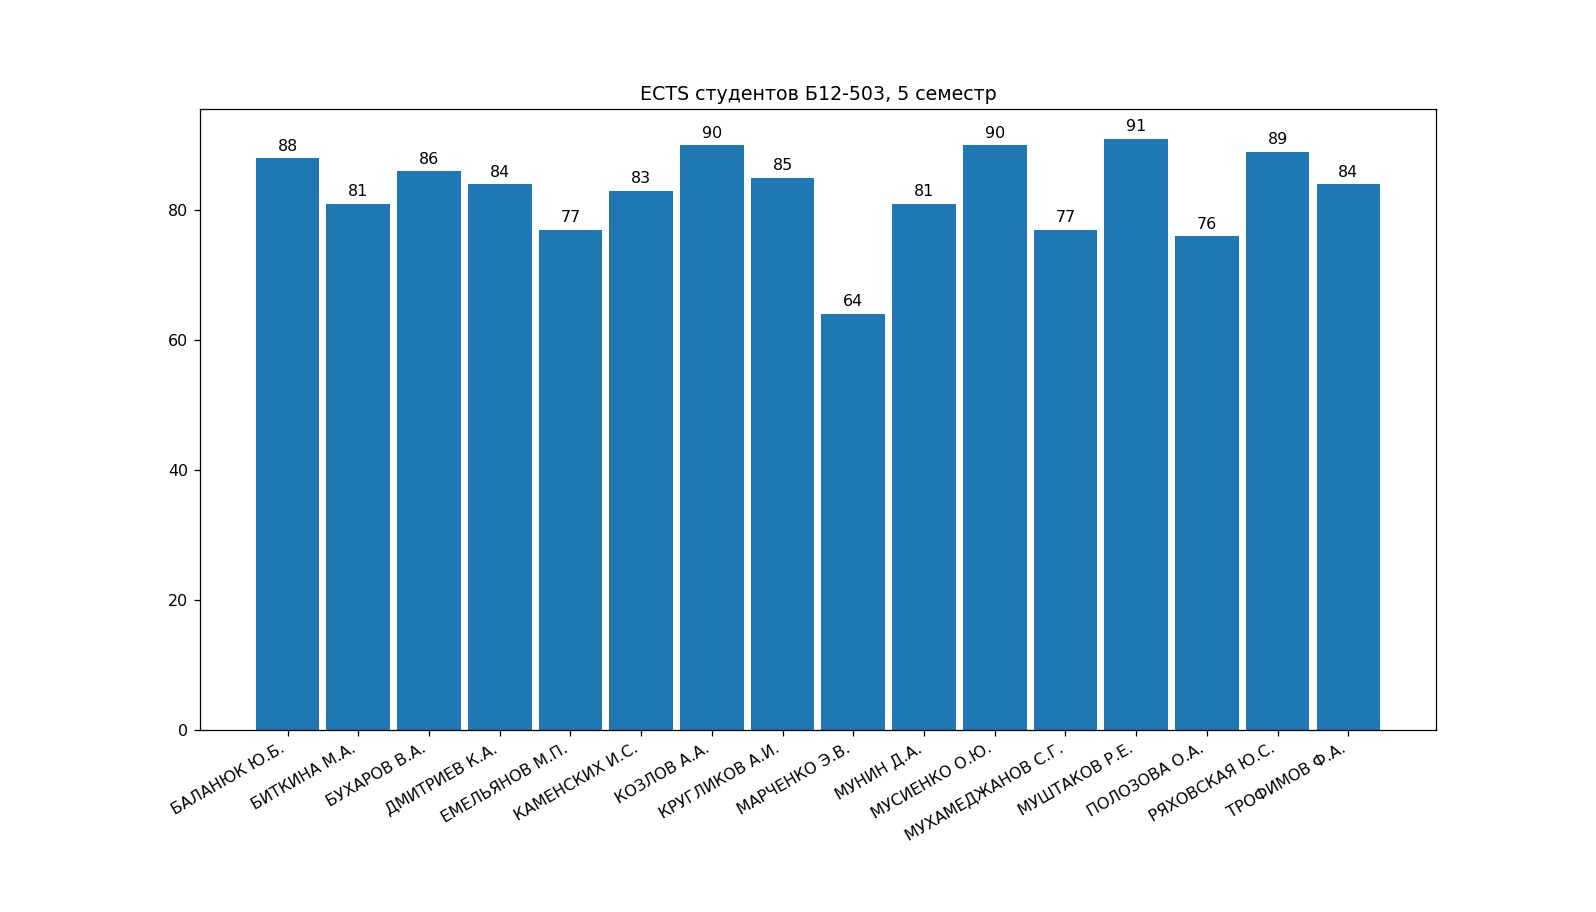 ECTS студентов Б12-503, 5 семестр
88
81
86
84
77
83
90
85
64
81
90
77
91
76
89
84
80
60
40
20
0
БАЛАНЮК Ю.Б.
БИТКИНА М.А.
БУХАРОВ В.А.
ДМИТРИЕВ К.А.
ЕМЕЛЬЯНОВ М.П.
КАМЕНСКИХ И.С.
КОЗЛОВ А.А.
КРУГЛИКОВ А.И.
МАРЧЕНКО Э.В.
МУНИН Д.А.
МУСИЕНКО О.Ю.
МУХАМЕДЖАНОВ С.Г.
МУШТАКОВ Р.Е.
ПОЛОЗОВА О.А.
РЯХОВСКАЯ Ю.С.
ТРОФИМОВ Ф.А.